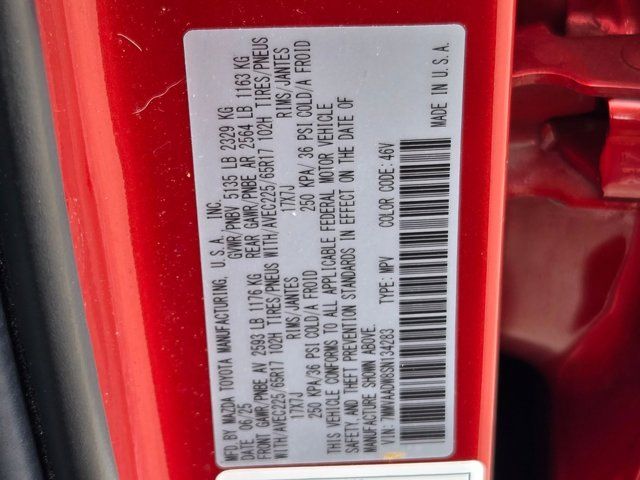 MFD. BY MAZDA TOYOTA MANUFACTURING, U.S.A., INC.
DATE 06/25 GVWR/PNBV 5135 LB 2329 KG
FRONT GAWR/PNBE AV 2593 LB 1176 KG REAR GAWR/PNBE AR 2564 LB 1163 KG
WITH/AVEC225/65R17 102H TIRES/PNEUS WITH/AVEC225/65R17 102H TIRES/PNEUS
17X7J RIMS/JANTES 17X7J RIMS/JANTES
250 KPA/36 PSI COLD/A FROID 250 KPA/ 36 PSI COLD/A FROID
THIS VEHICLE CONFORMS TO ALL APPLICABLE FEDERAL MOTOR VEHICLE
SAFETY, AND THEFT PREVENTION STANDARDS IN EFFECT ON THE DATE OF
VIN: 7MMVAACW6SN134283 TYPE: MPV COLOR CODE: 46V
MADE IN U.S.A.